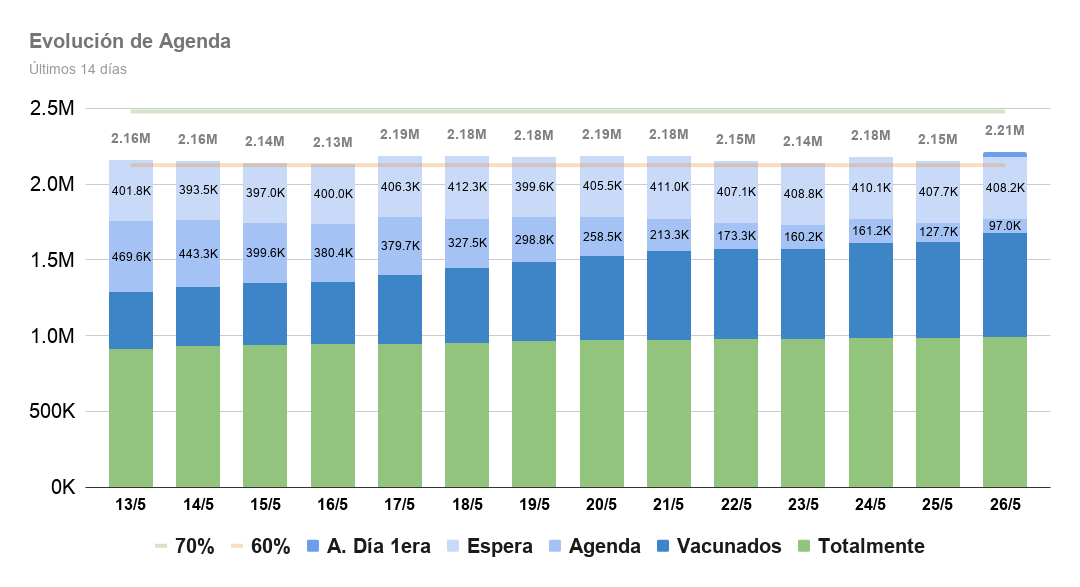 Evolución de Agenda
Últimos 14 días
2.5M
2.0M
1.5M
1.0M
500K
0K
2.16M 2.16M 2.14M 2.13M 2.19M 2.18M 2.18M 2.19M 2.18M 2.15M 2.14M 2.18M 2.15M 2.21M
401.8K 393.5K 397.0K 400.0K 406.3K 412.3K 399.6K 405.5K 411.0K 407.1K 408.8K 410.1K 407.7K 408.2K
469.6K 443.3K 399.6K 380.4K 379.7K 327.5K 298.8K 258.5K 213.3K 173.3K 160.2K 161.2K 127.7K 97.0K
13/5 14/5 15/5 16/5 17/5 18/5 19/5 20/5 21/5 22/5 23/5 24/5 25/5 26/5
70% 60% A. Día 1era Espera Agenda Vacunados Totalmente